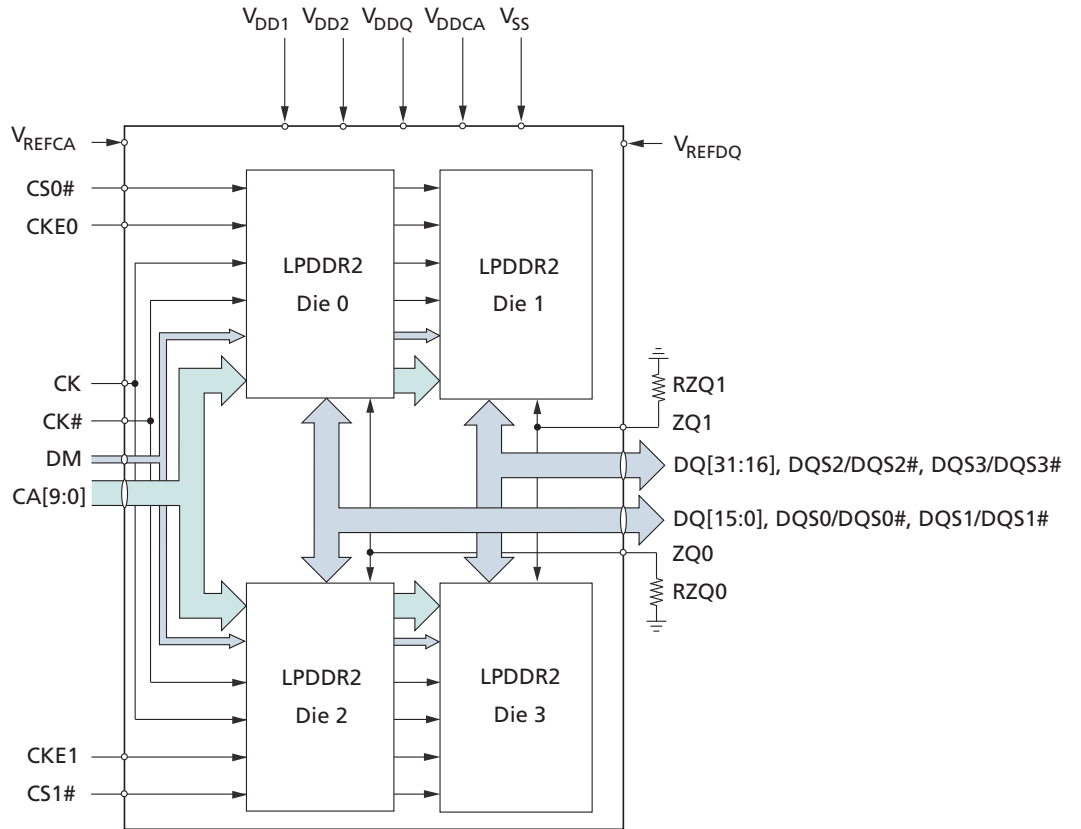 VDD1 VDD2 VDDQ VDDCA VSS
VREFCA
VREFDQ
CS0#
CKE0
LPDDR2
Die 0
LPDDR2
Die 1
CK
CK#
DM
CA[9:0]
RZQ1
ZQ1
DQ[31:16], DQS2/DQS2#, DQS3/DQS3#
DQ[15:0], DQS0/DQS0#, DQS1/DQS1#
ZQ0
RZQ0
LPDDR2
Die 2
LPDDR2
Die 3
CKE1
CS1#